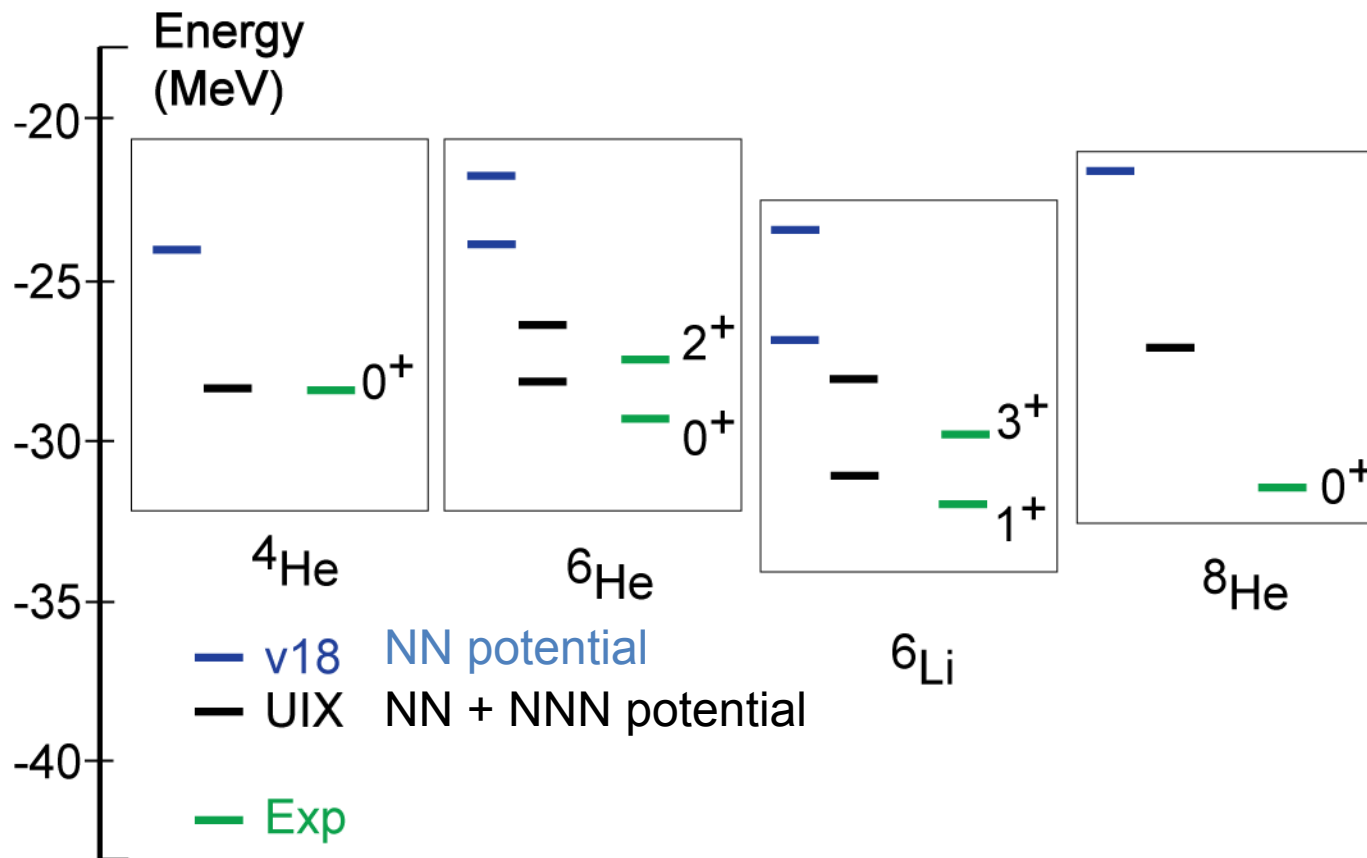 Energy
(MeV)
-20
-25
-30
-35
-40
0⁺
2⁺
0⁺
3⁺
1⁺
0⁺
⁴He
⁶He
⁶Li
⁸He
v18 NN potential
UIX NN + NNN potential
Exp